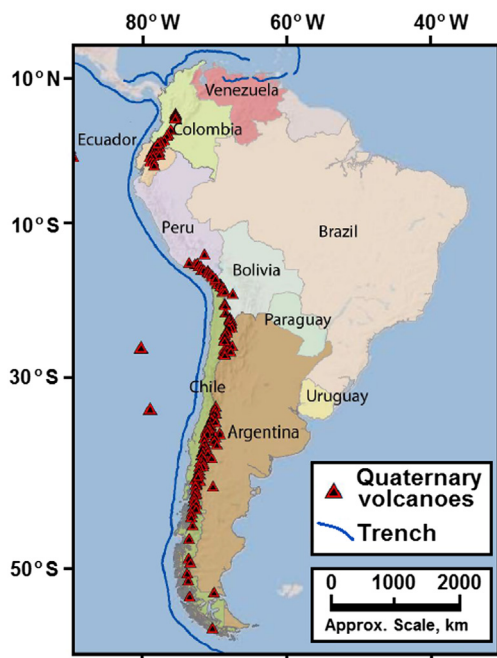 80°W 60°W 40°W
10°N
Venezuela
Ecuador
Colombia
10°S
Peru
Brazil
Bolivia
Paraguay
30°S
Chile
Uruguay
Argentina
Quaternary
volcanoes
Trench
50°S
0 1000 2000
Approx. Scale, km